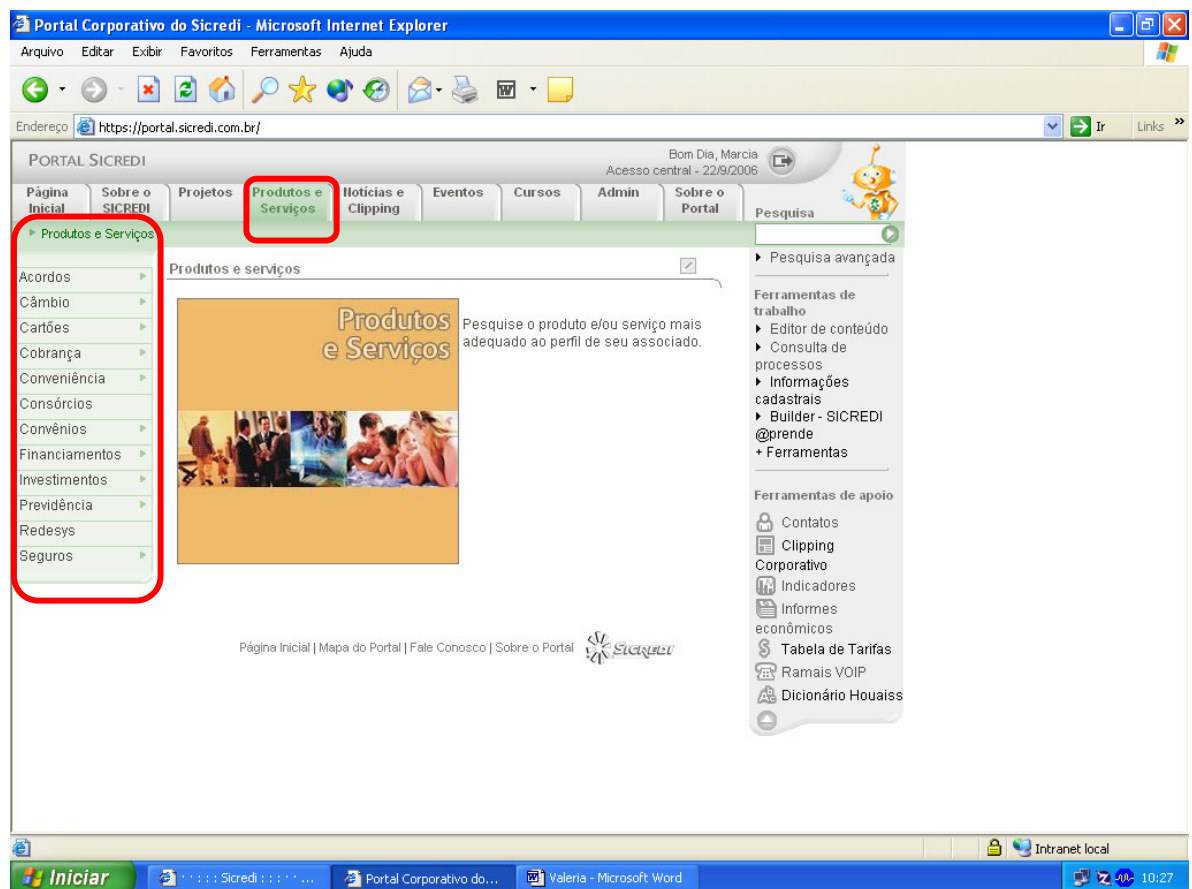 Portal Corporativo do Sicredi - Microsoft Internet Explorer
Arquivo Editar Exibir Favoritos Ferramentas Ajuda
Endereço https://portal.sicredi.com.br/ Ir Links »
PORTAL SICREDI
Bom Dia, Marcia
Acesso central - 22/9/2006
Página Inicial
Sobre o SICREDI
Projetos
Produtos e Serviços
Notícias e Clipping
Eventos
Cursos
Admin
Sobre o Portal
Pesquisa
Produtos e Serviços
Acordos
Câmbio
Cartões
Cobrança
Conveniência
Consórcios
Convênios
Financiamentos
Investimentos
Previdência
Redesys
Seguros
Produtos e serviços
Produtos
e Serviços
Pesquise o produto e/ou serviço mais
adequado ao perfil de seu associado.
Página Inicial | Mapa do Portal | Fale Conosco | Sobre o Portal
SICREDI
Pesquisa avançada
Ferramentas de
trabalho
Editor de conteúdo
Consulta de
processos
Informações
cadastrais
Builder - SICREDI
@prende
+ Ferramentas
Ferramentas de apoio
Contatos
Clipping
Corporativo
Indicadores
Informes
econômicos
Tabela de Tarifas
Ramais VOIP
Dicionário Houaiss
Intranet local
Iniciar
: : : : : Sicredi : : : : ...
Portal Corporativo do...
Valeria - Microsoft Word
10:27